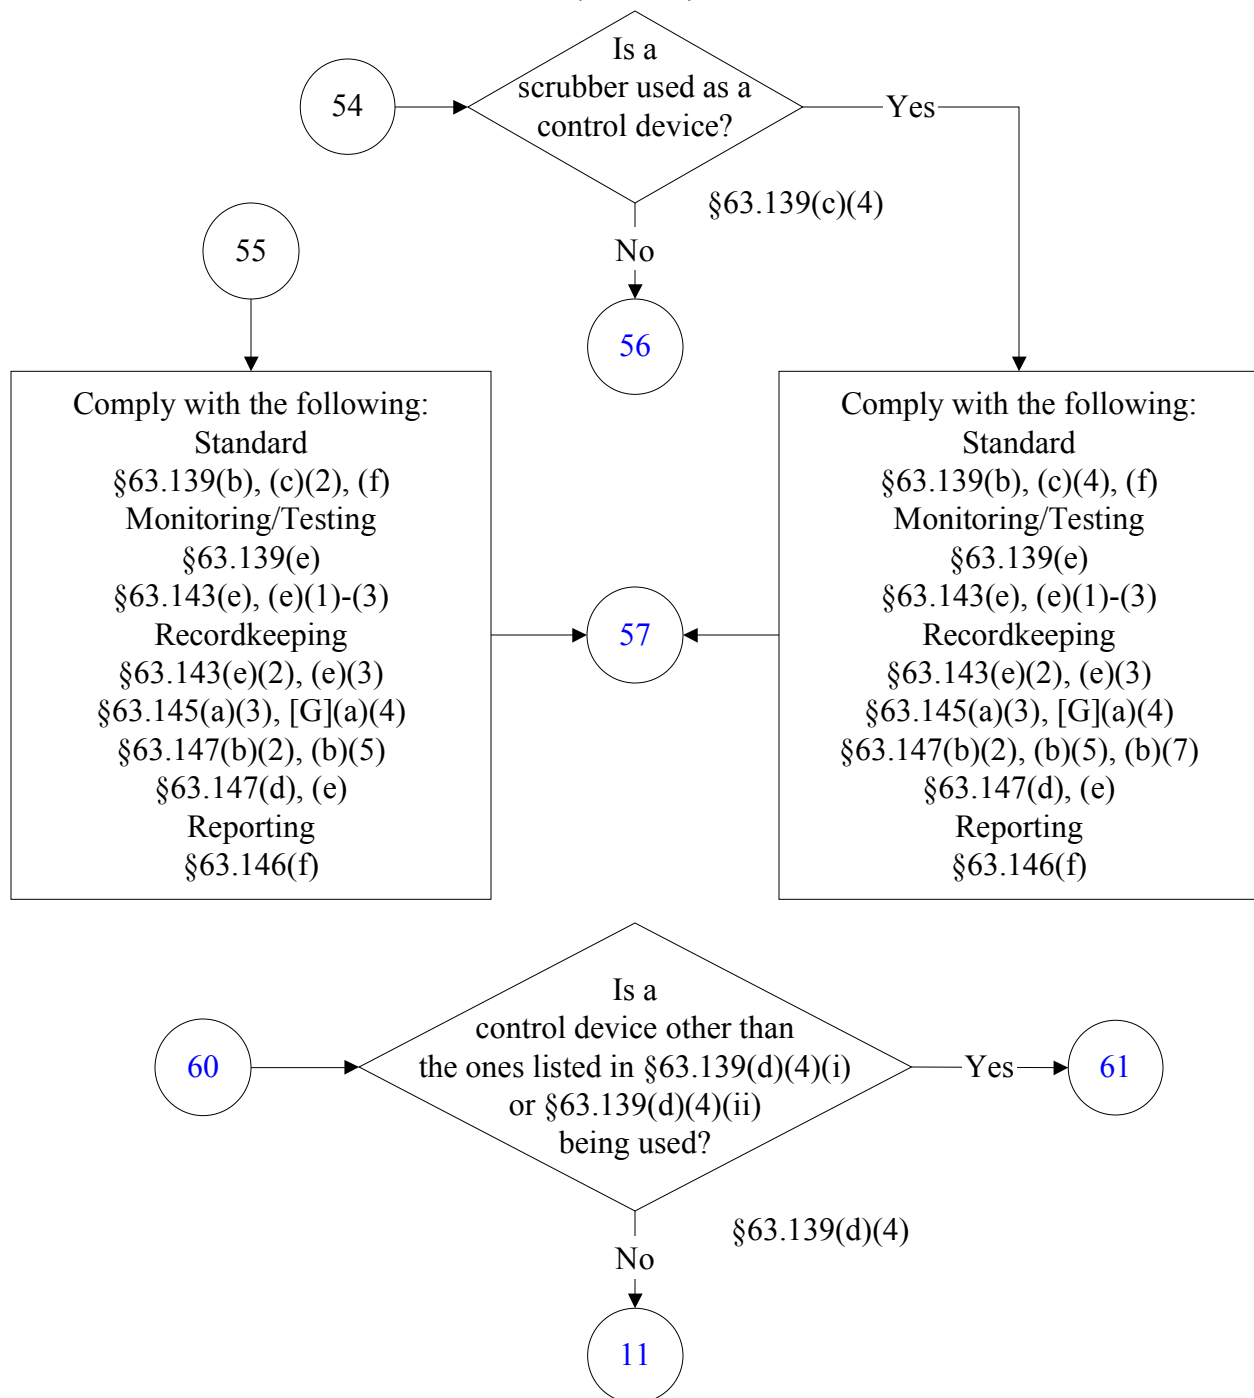 54
Is a
scrubber used as a
control device?
Yes
§63.139(c)(4)
No
56
55
Comply with the following:
Standard
§63.139(b), (c)(2), (f)
Monitoring/Testing
§63.139(e)
§63.143(e), (e)(1)-(3)
Recordkeeping
§63.143(e)(2), (e)(3)
§63.145(a)(3), [G](a)(4)
§63.147(b)(2), (b)(5)
§63.147(d), (e)
Reporting
§63.146(f)
57
Comply with the following:
Standard
§63.139(b), (c)(4), (f)
Monitoring/Testing
§63.139(e)
§63.143(e), (e)(1)-(3)
Recordkeeping
§63.143(e)(2), (e)(3)
§63.145(a)(3), [G](a)(4)
§63.147(b)(2), (b)(5), (b)(7)
§63.147(d), (e)
Reporting
§63.146(f)
60
Is a
control device other than
the ones listed in §63.139(d)(4)(i)
or §63.139(d)(4)(ii)
being used?
Yes
61
§63.139(d)(4)
No
11